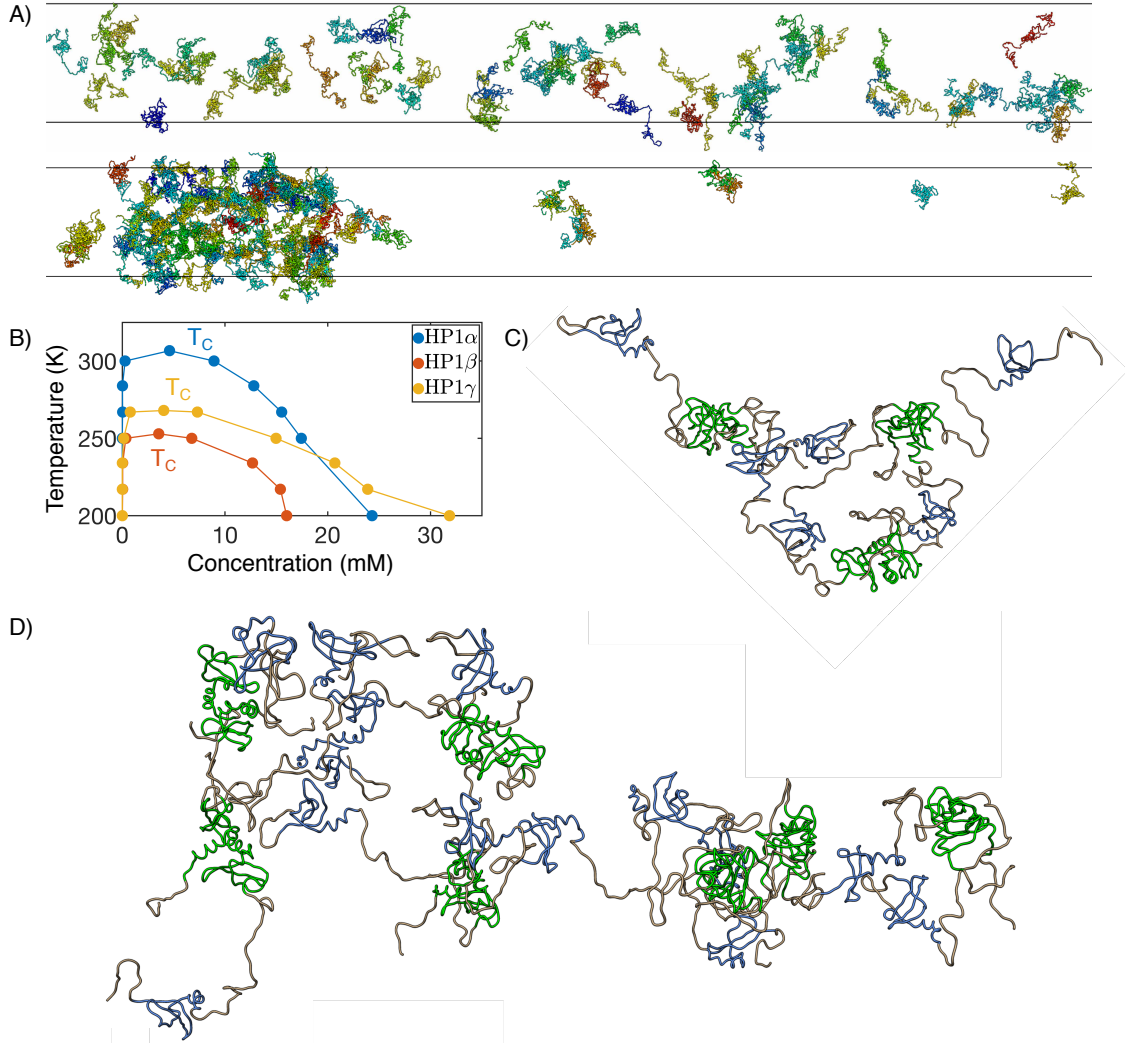 A)
B)
Temperature (K)
300
250
200
T_C
T_C
T_C
HP1α
HP1β
HP1γ
0
10
20
30
Concentration (mM)
C)
D)